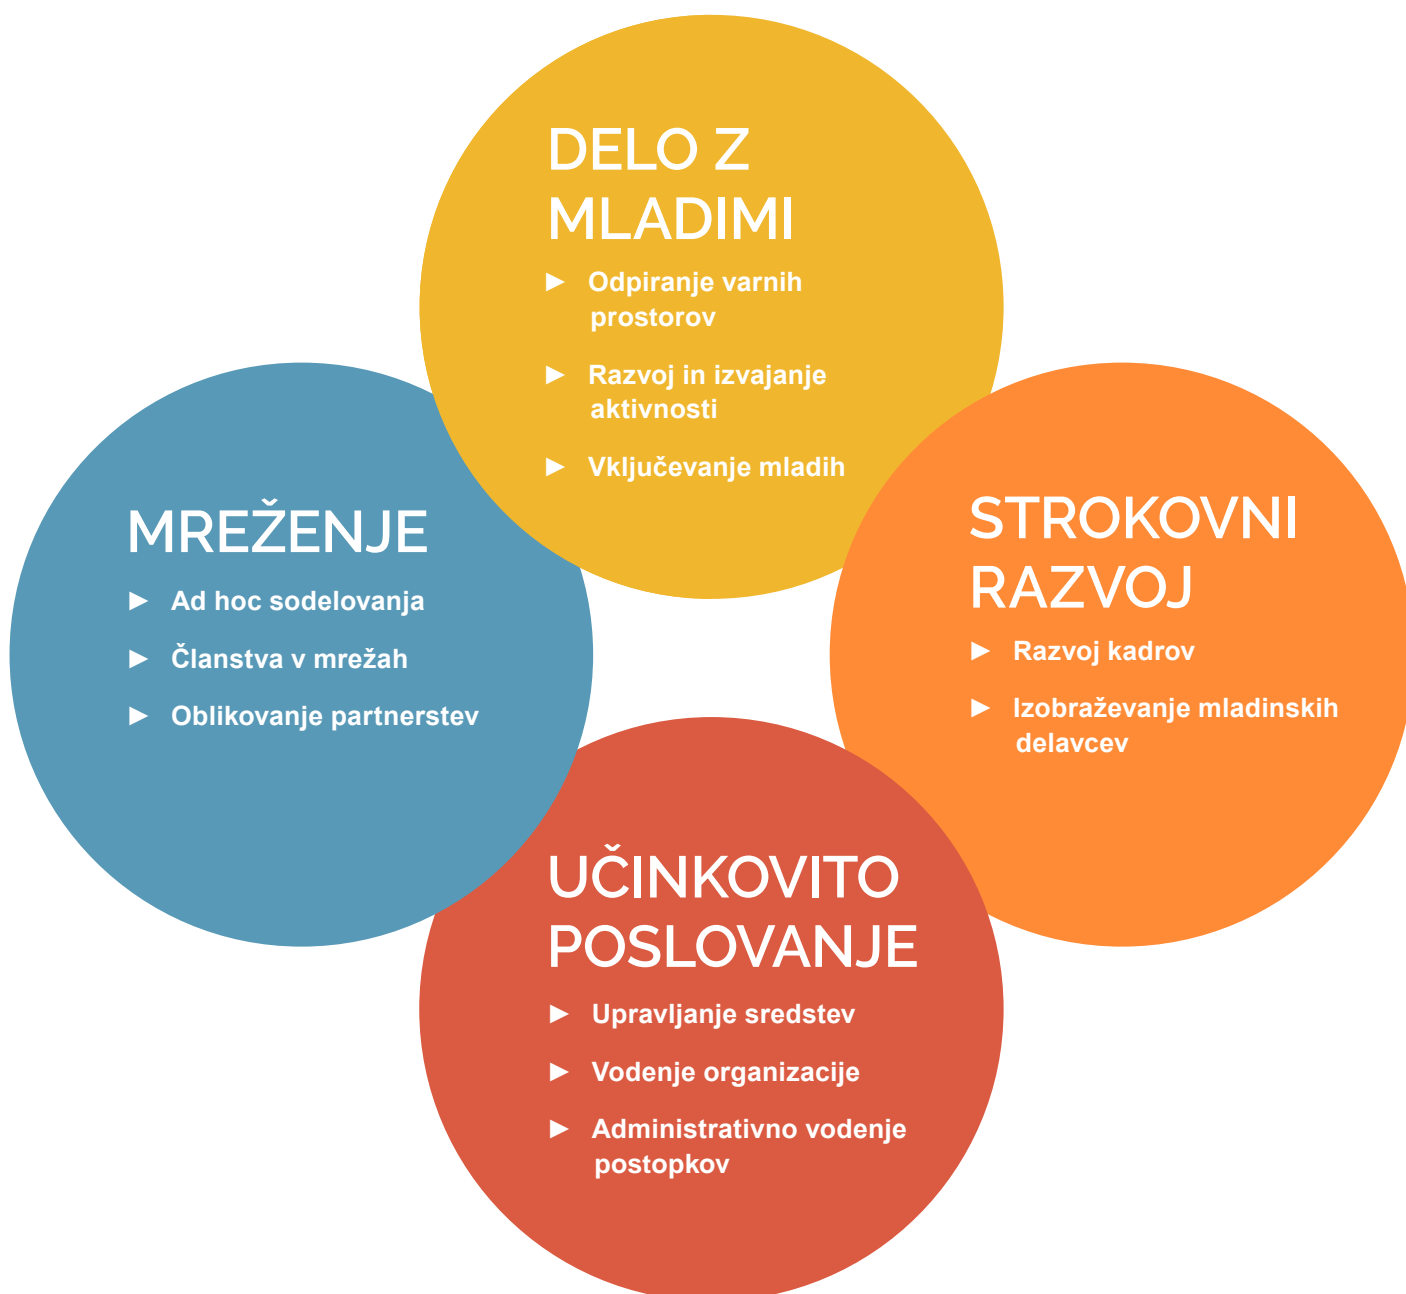 DELO Z
MLADIMI
► Odpiranje varnih
prostorov
► Razvoj in izvajanje
aktivnosti
► Vključevanje mladih
MREŽENJE
► Ad hoc sodelovanja
► Članstva v mrežah
► Oblikovanje partnerstev
STROKOVNI
RAZVOJ
► Razvoj kadrov
► Izobraževanje mladinskih
delavcev
UČINKOVITO
POSLOVANJE
► Upravljanje sredstev
► Vodenje organizacije
► Administrativno vodenje
postopkov